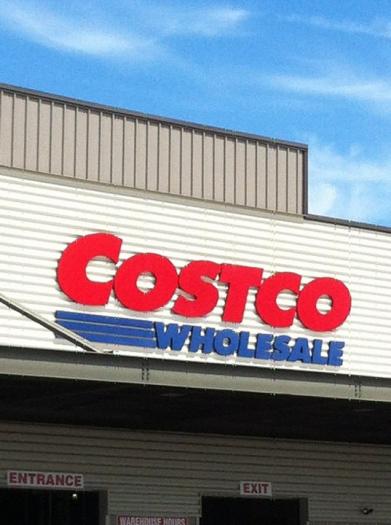 COSTCO
WHOLESALE
ENTRANCE
EXIT
WAREHOUSE HOURS